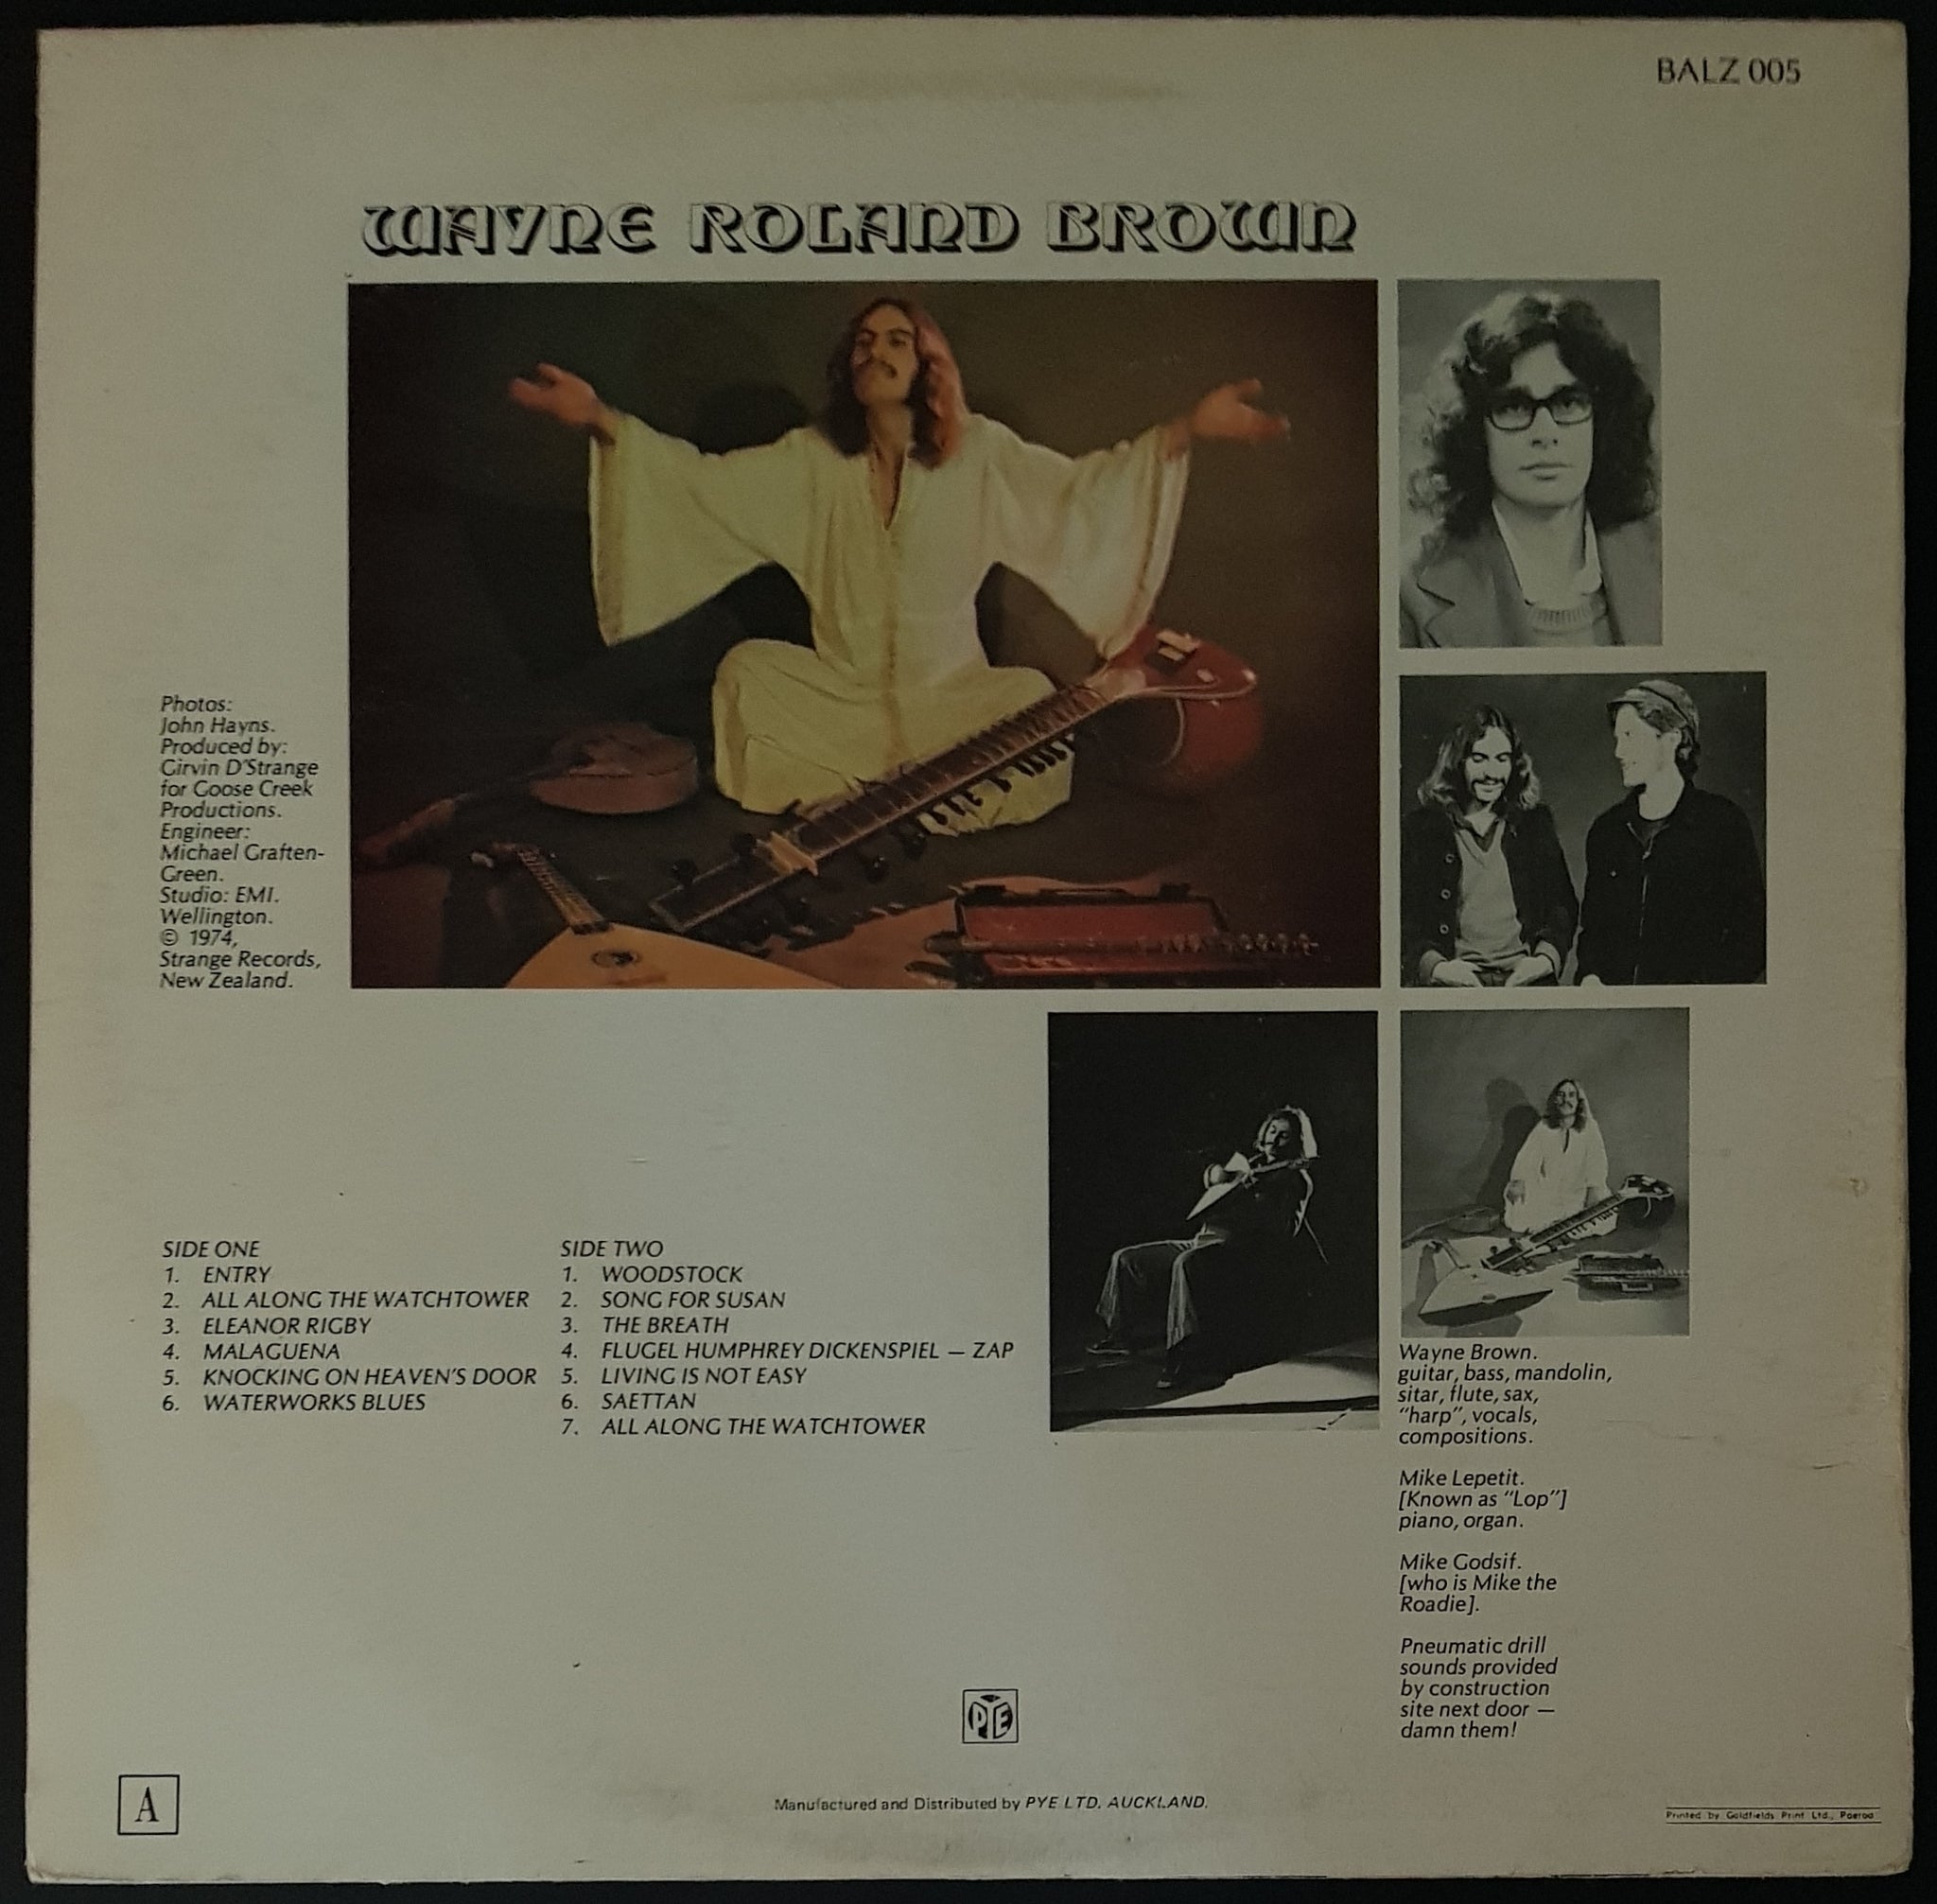 BALZ 005
WAYNE ROLAND BROWN
Photos:
John Hayns.
Produced by:
Girvin D'Strange
for Goose Creek
Productions.
Engineer:
Michael Graften-
Green.
Studio: EMI.
Wellington.
© 1974,
Strange Records,
New Zealand.
SIDE ONE
1. ENTRY
2. ALL ALONG THE WATCHTOWER
3. ELEANOR RIGBY
4. MALAGUENA
5. KNOCKING ON HEAVEN'S DOOR
6. WATERWORKS BLUES
SIDE TWO
1. WOODSTOCK
2. SONG FOR SUSAN
3. THE BREATH
4. FLUGEL HUMPHREY DICKENSPIEL — ZAP
5. LIVING IS NOT EASY
6. SAETTAN
7. ALL ALONG THE WATCHTOWER
Wayne Brown.
guitar, bass, mandolin,
sitar, flute, sax,
"harp", vocals,
compositions.
Mike Lepetit.
[Known as "Lop"]
piano, organ.
Mike Godsif.
[who is Mike the
Roadie].
Pneumatic drill
sounds provided
by construction
site next door —
damn them!
PYE
A
Manufactured and Distributed by PYE LTD. AUCKLAND.
Printed by Goldfields Print Ltd., Paeroa